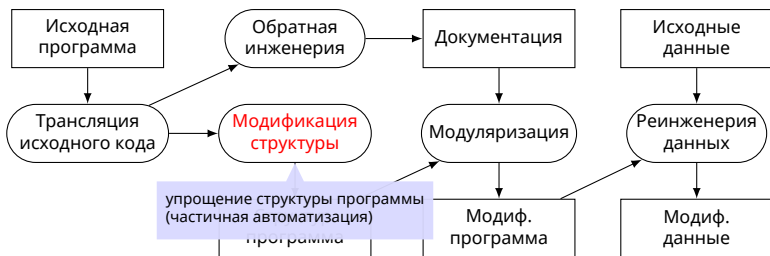 Исходная
программа
Обратная
инженерия
Документация
Исходные
данные
Трансляция
исходного кода
Модификация
структуры
Модуляризация
Реинженерия
данных
упрощение структуры программы
(частичная автоматизация)
программа
Модиф.
программа
Модиф.
данные